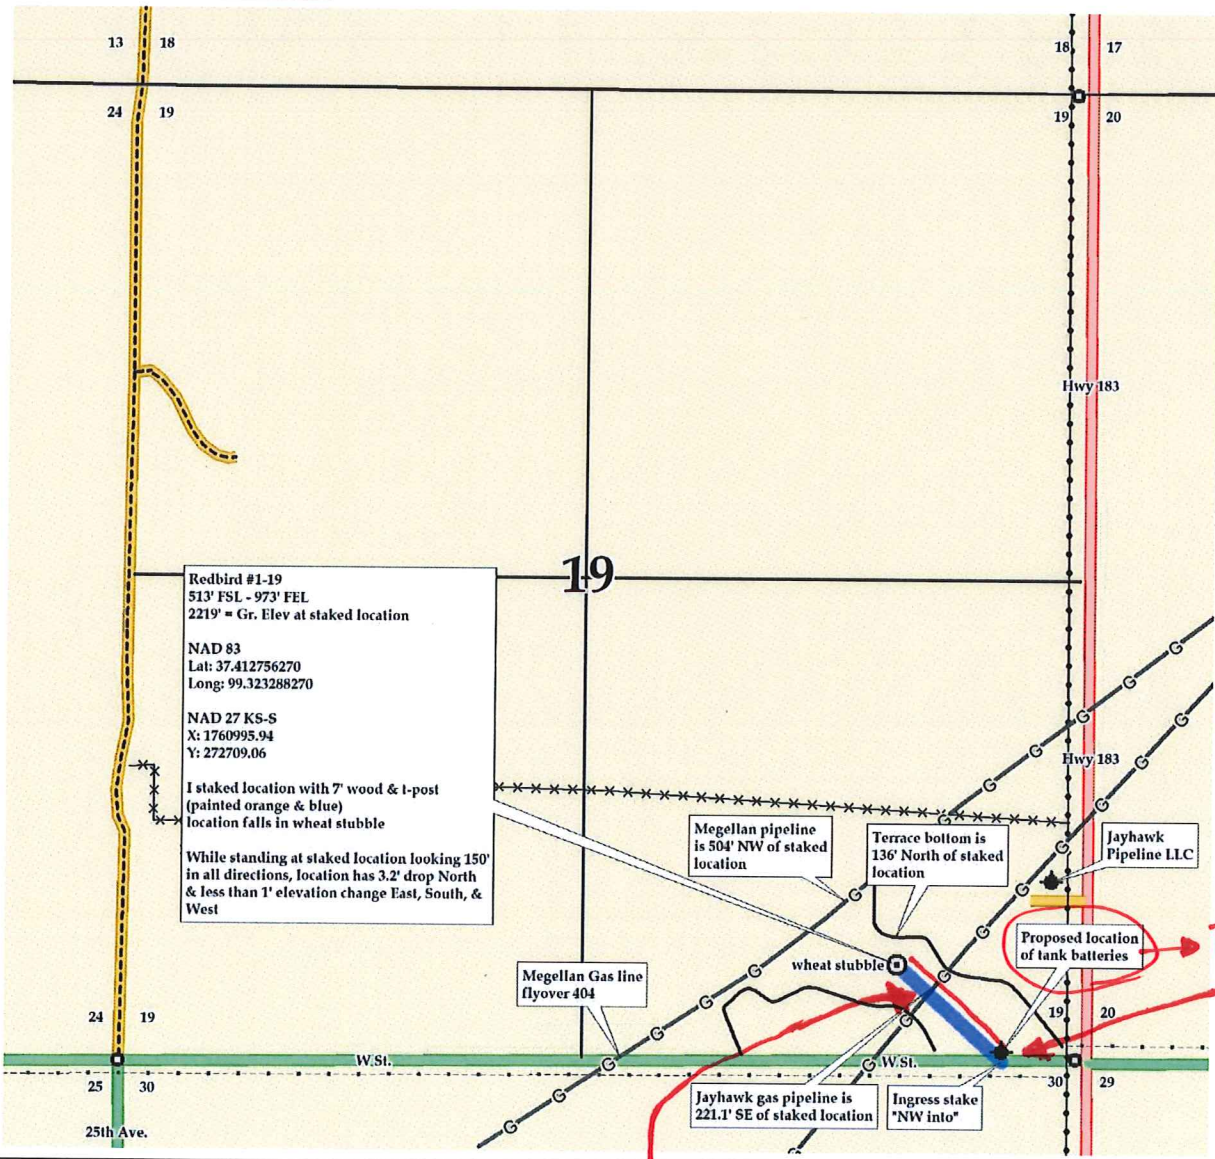 13 18
18 17
24 19
19 20
Hwy 183
19
Redbird #1-19
513' FSL - 973' FEL
2219' = Gr. Elev at staked location
NAD 83
Lat: 37.412756270
Long: 99.323288270
NAD 27 KS-S
X: 1760995.94
Y: 272709.06
I staked location with 7' wood & t-post
(painted orange & blue)
location falls in wheat stubble
While standing at staked location looking 150'
in all directions, location has 3.2' drop North
& less than 1' elevation change East, South, &
West
G
G
G
G
Hwy 183
G
G
G
G
G
Megellan pipeline
is 504' NW of staked
location
Terrace bottom is
136' North of staked
location
Jayhawk
Pipeline LLC
G
G
G
Proposed location
of tank batteries
wheat stubble
Megellan Gas line
flyover 404
G
G
G
G
G
24 19
19 20
W St.
G
G
W St.
25 30
30 29
G
G
G
Jayhawk gas pipeline is
221.1' SE of staked location
Ingress stake
"NW into"
25th Ave.